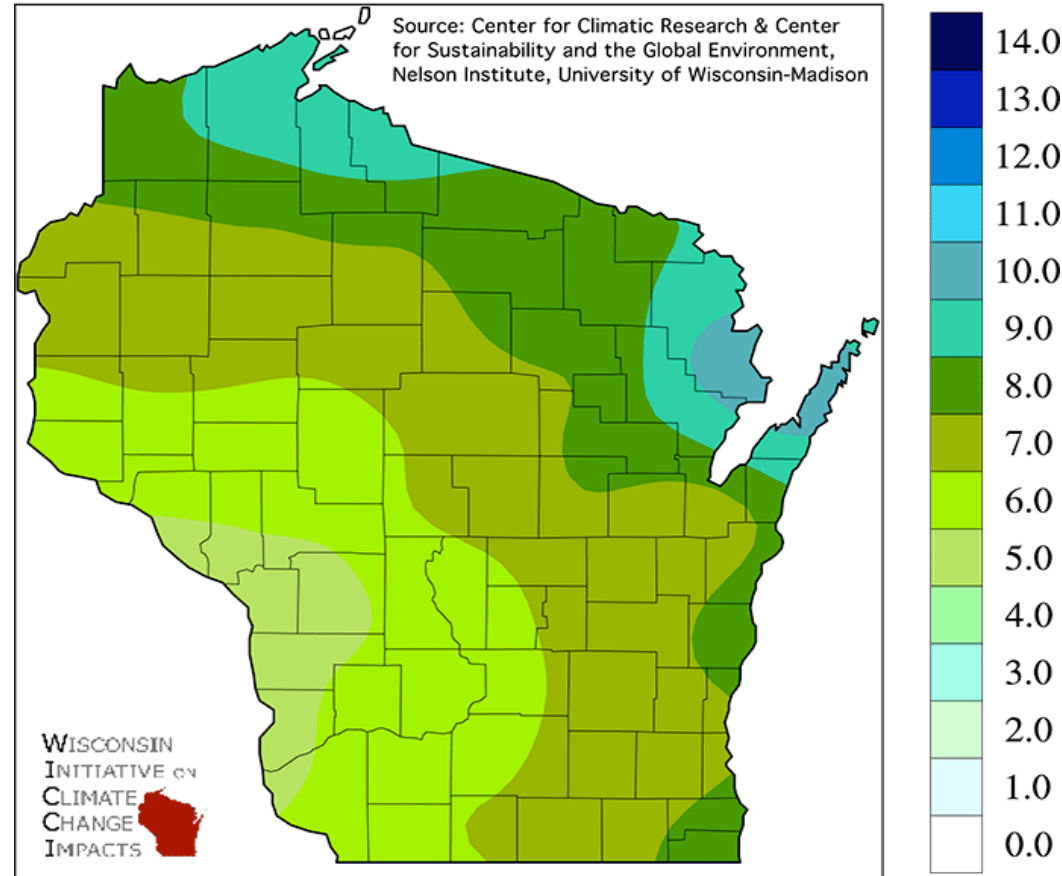 Source: Center for Climatic Research & Center
for Sustainability and the Global Environment,
Nelson Institute, University of Wisconsin-Madison
14.0
13.0
12.0
11.0
10.0
9.0
8.0
7.0
6.0
5.0
4.0
3.0
2.0
1.0
0.0
WISCONSIN
INITIATIVE ON
CLIMATE
CHANGE
IMPACTS